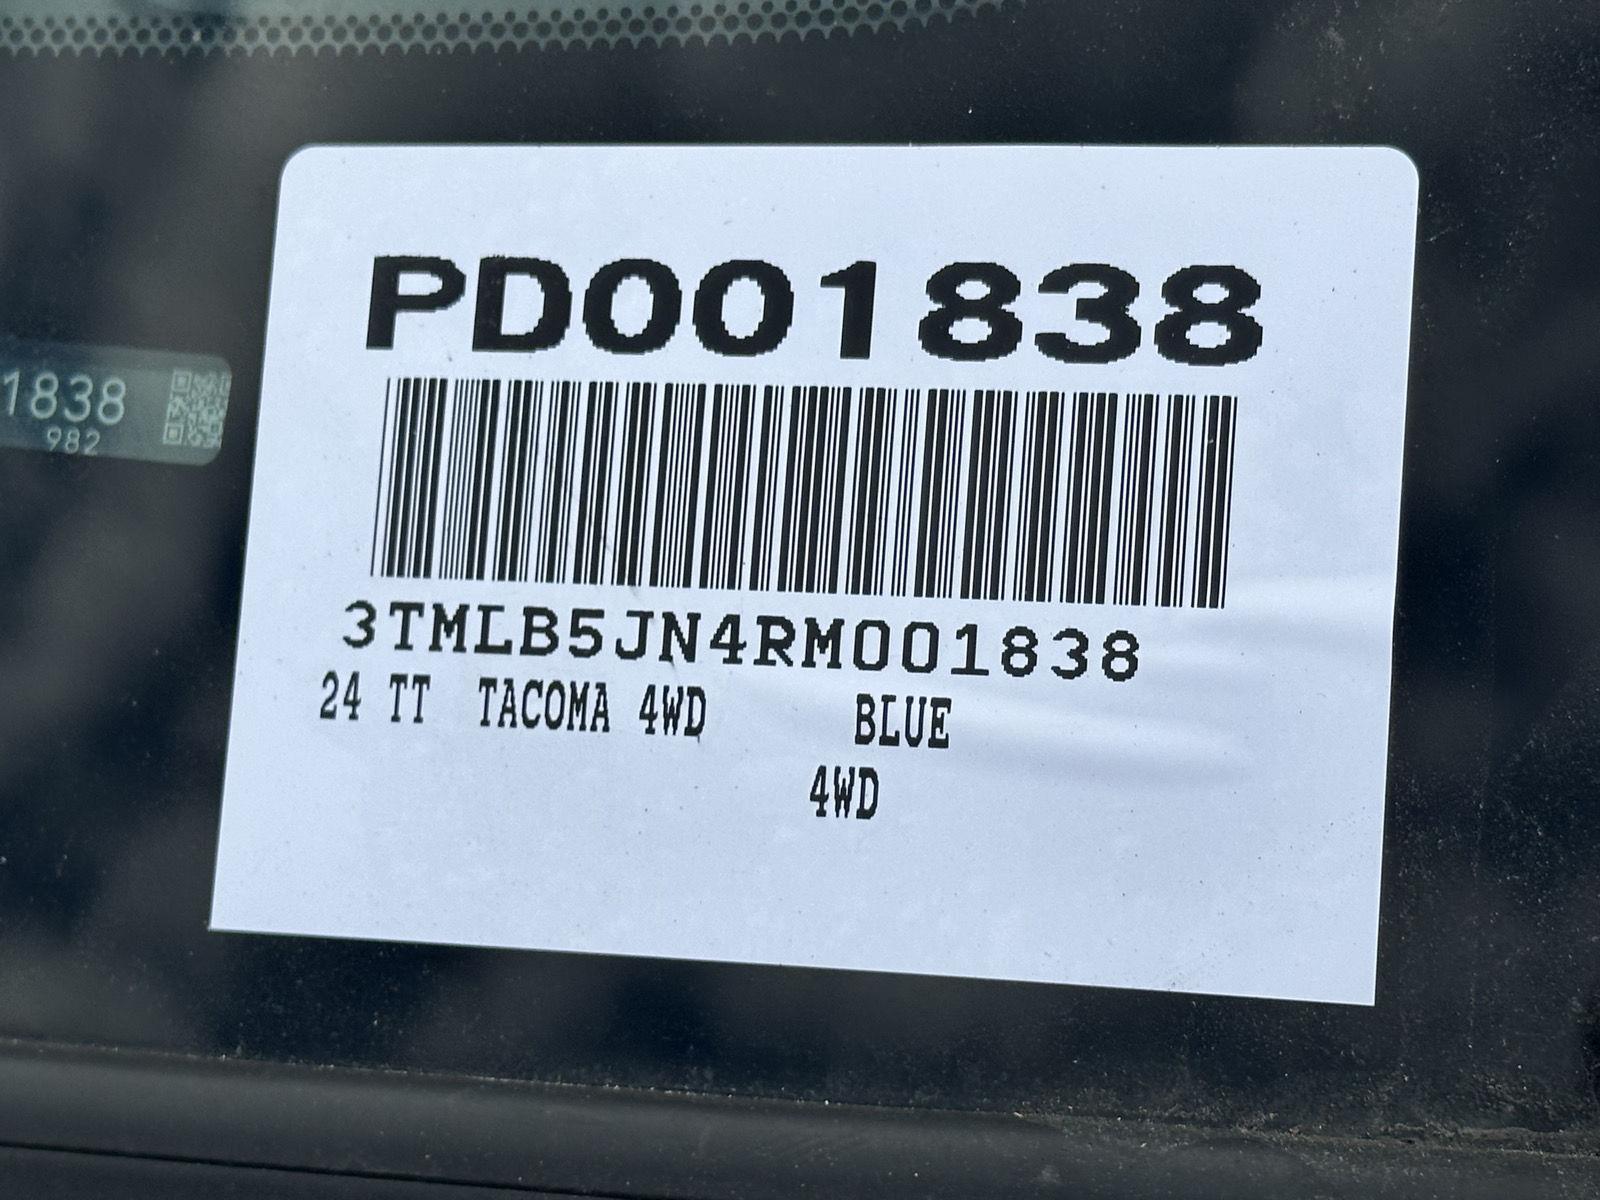 PD001838
1838
982
3TMLB5JN4RM001838
24 TT TACOMA 4WD BLUE
4WD